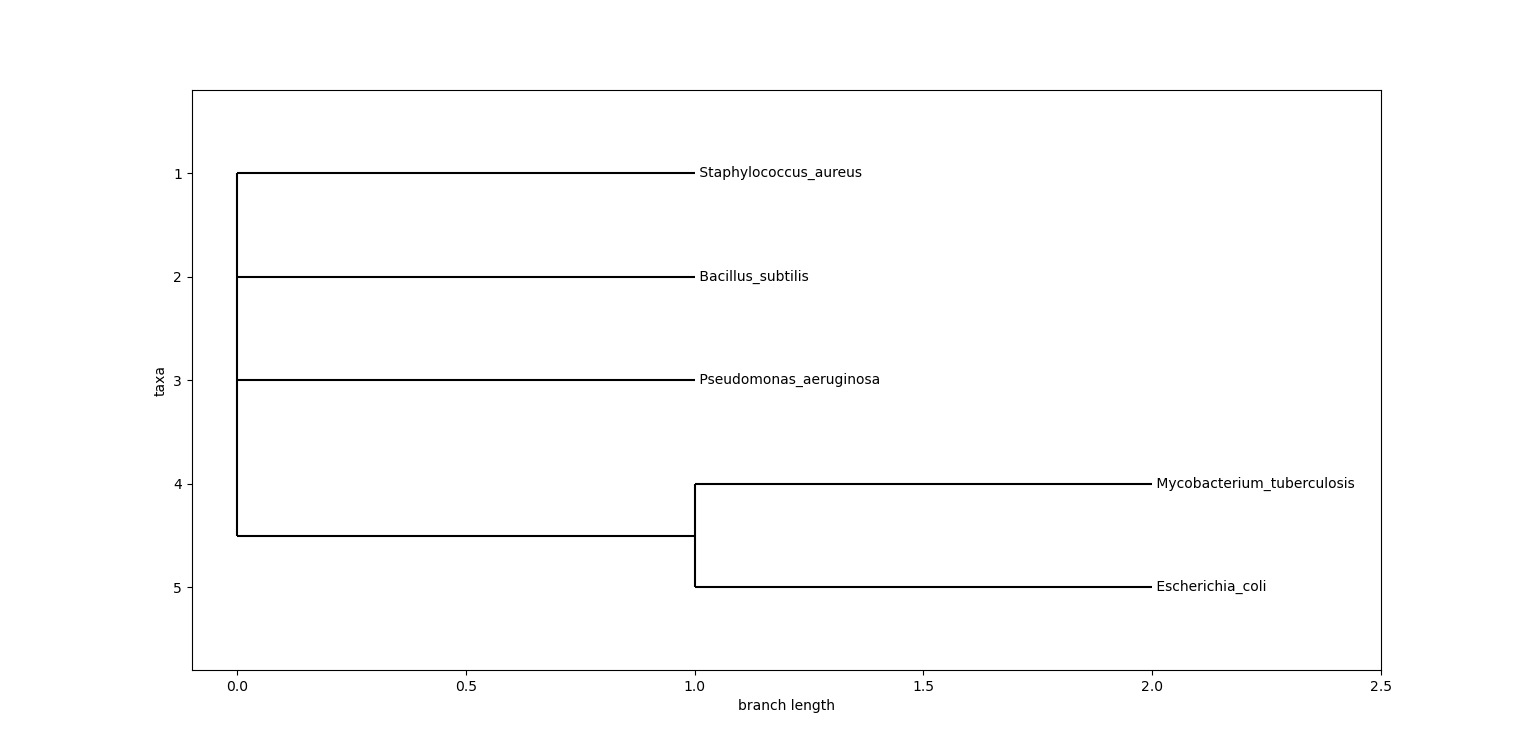 1
Staphylococcus_aureus
2
Bacillus_subtilis
3
Pseudomonas_aeruginosa
taxa
4
Mycobacterium_tuberculosis
5
Escherichia_coli
0.0 0.5 1.0 1.5 2.0 2.5
branch length